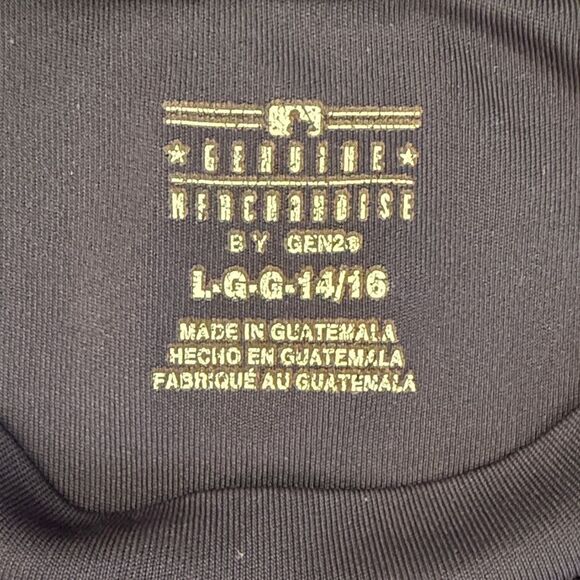 ★ GENUINE ★
MERCHANDISE
BY GEN2®
L-G-G-14/16
MADE IN GUATEMALA
HECHO EN GUATEMALA
FABRIQUÉ AU GUATEMALA